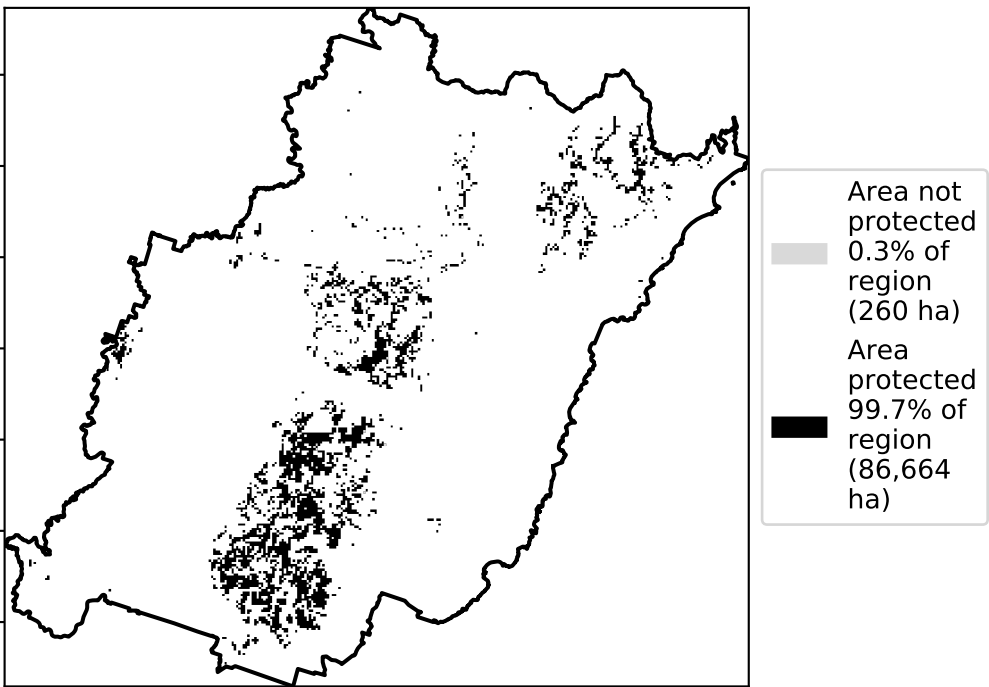 Area not
protected
0.3% of
region
(260 ha)
Area
protected
99.7% of
region
(86,664
ha)